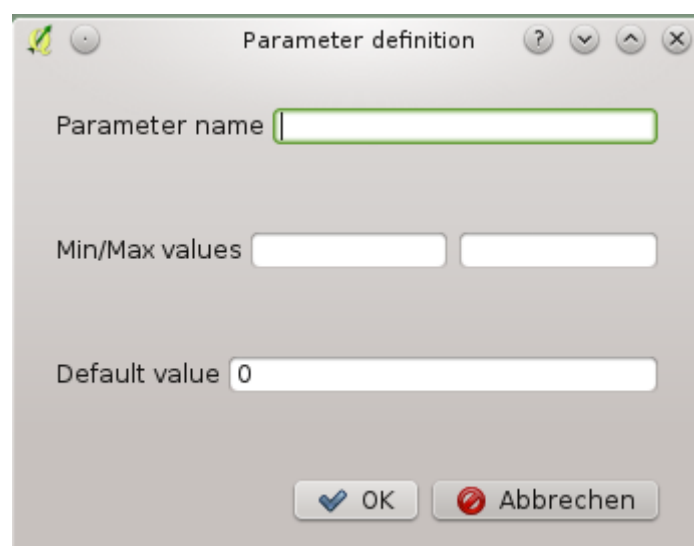 Parameter definition
Parameter name
Min/Max values
Default value 0
OK Abbrechen